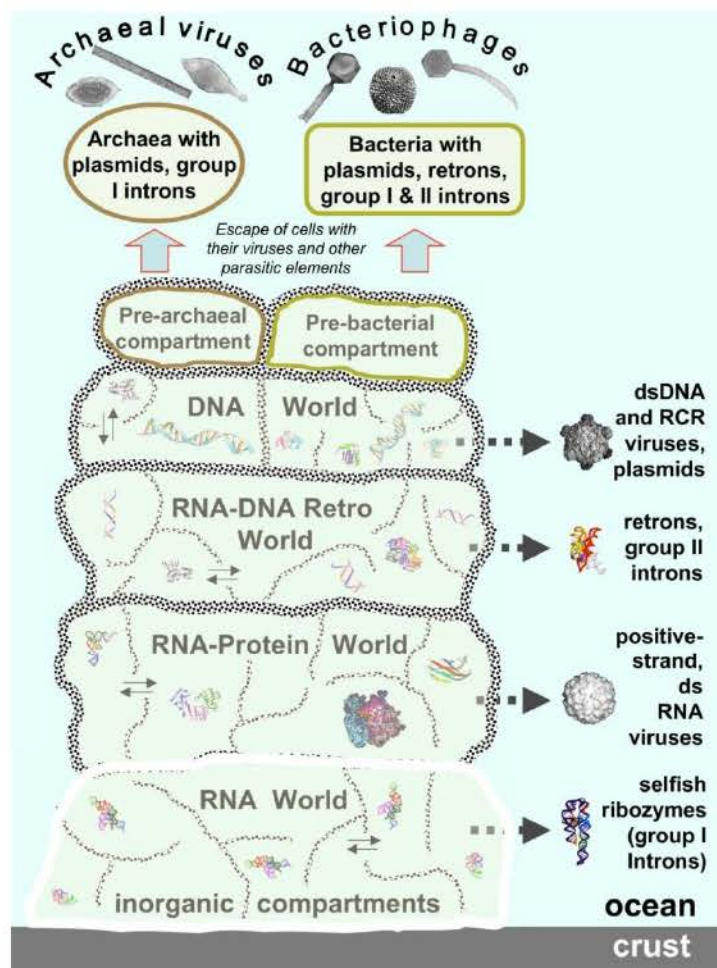 Archaeal viruses
Bacteriophages
Archaea with
plasmids, group
I introns
Bacteria with
plasmids, retrons,
group I & II introns
Escape of cells with
their viruses and other
parasitic elements
Pre-archaeal
compartment
Pre-bacterial
compartment
DNA World
dsDNA
and RCR
viruses,
plasmids
RNA-DNA Retro
World
retrons,
group II
introns
RNA-Protein World
positive-
strand,
ds
RNA
viruses
RNA World
selfish
ribozymes
(group I
Introns)
inorganic compartments
ocean
crust